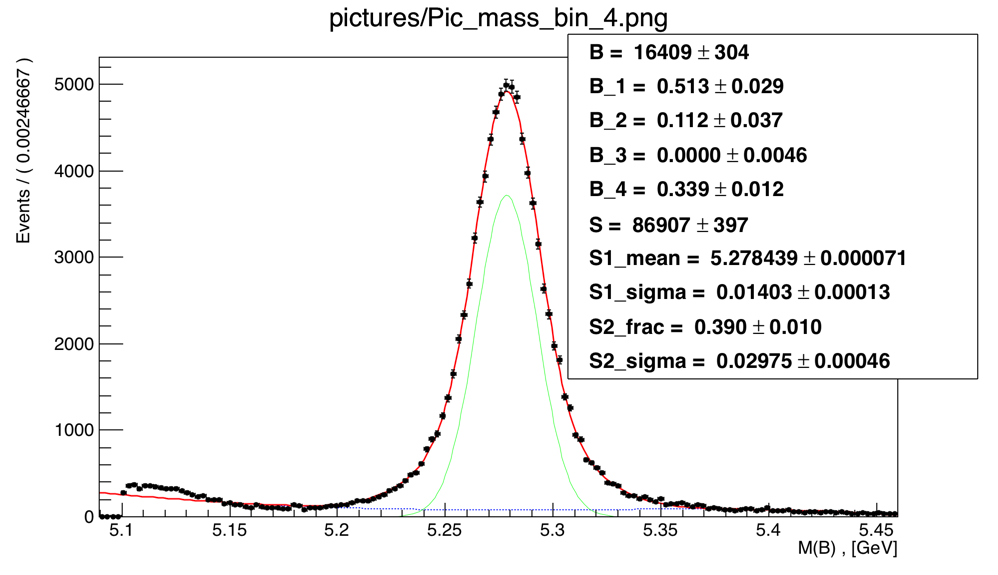 pictures/Pic_mass_bin_4.png
B = 16409 ± 304
B_1 = 0.513 ± 0.029
B_2 = 0.112 ± 0.037
B_3 = 0.0000 ± 0.0046
B_4 = 0.339 ± 0.012
S = 86907 ± 397
S1_mean = 5.278439 ± 0.000071
S1_sigma = 0.01403 ± 0.00013
S2_frac = 0.390 ± 0.010
S2_sigma = 0.02975 ± 0.00046
Events / ( 0.00246667 )
5000
4000
3000
2000
1000
0
5.1 5.15 5.2 5.25 5.3 5.35 5.4 5.45
M(B) , [GeV]